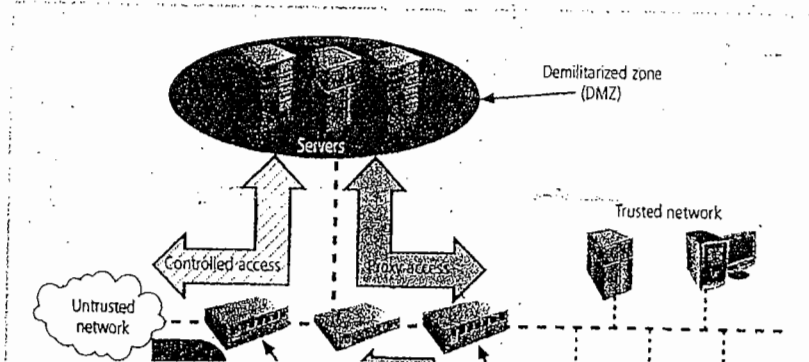 Demilitarized zone
(DMZ)
Servers
Trusted network
Controlled access
Proxy access
Untrusted
network